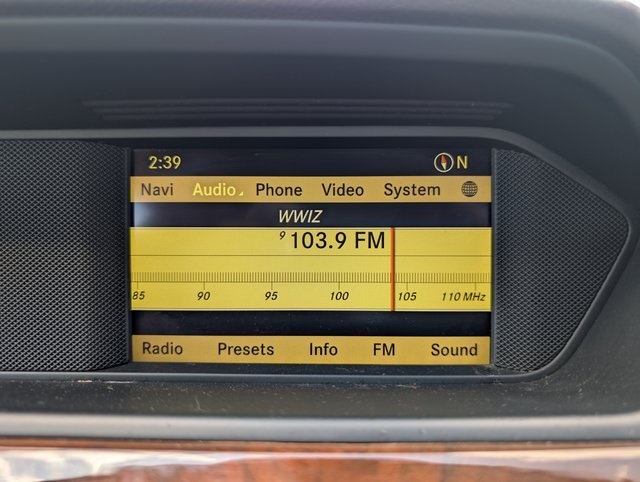 2:39 N
Navi Audio Phone Video System
WWIZ
9 103.9 FM
85 90 95 100 105 110 MHz
Radio Presets Info FM Sound